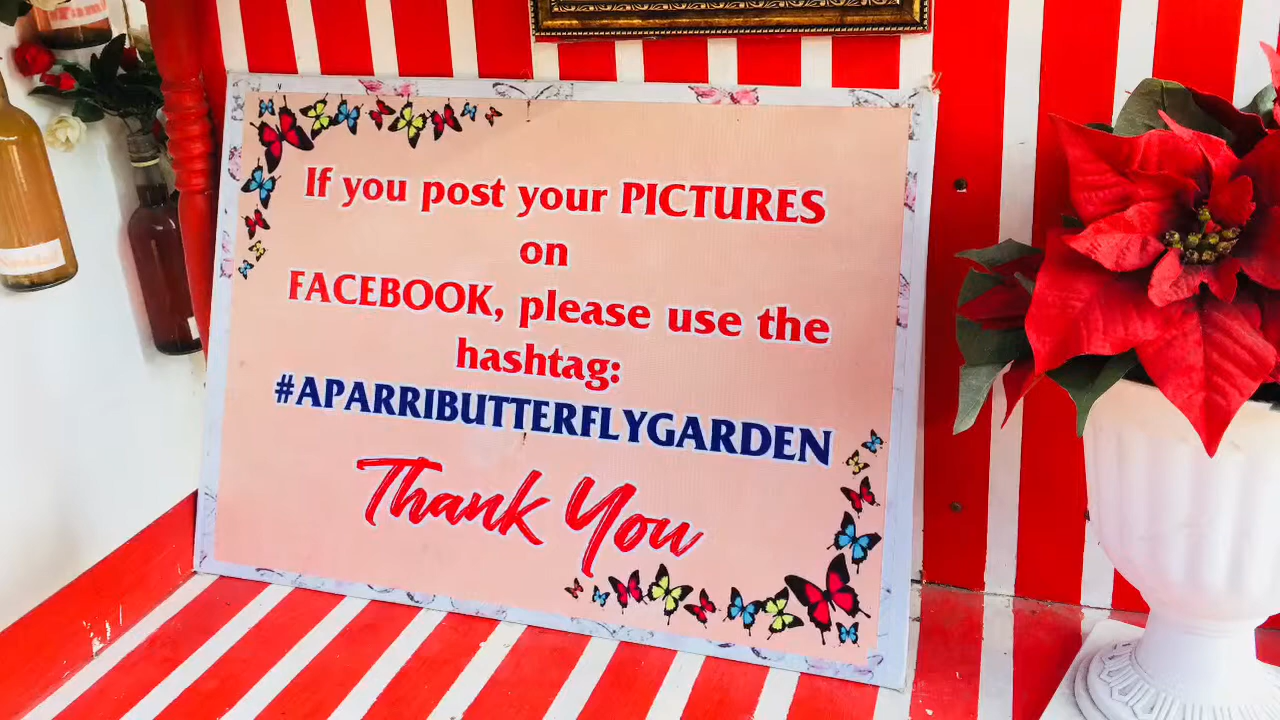 If you post your PICTURES
on
FACEBOOK, please use the
hashtag:
#APARRIBUTTERFLYGARDEN
Thank You